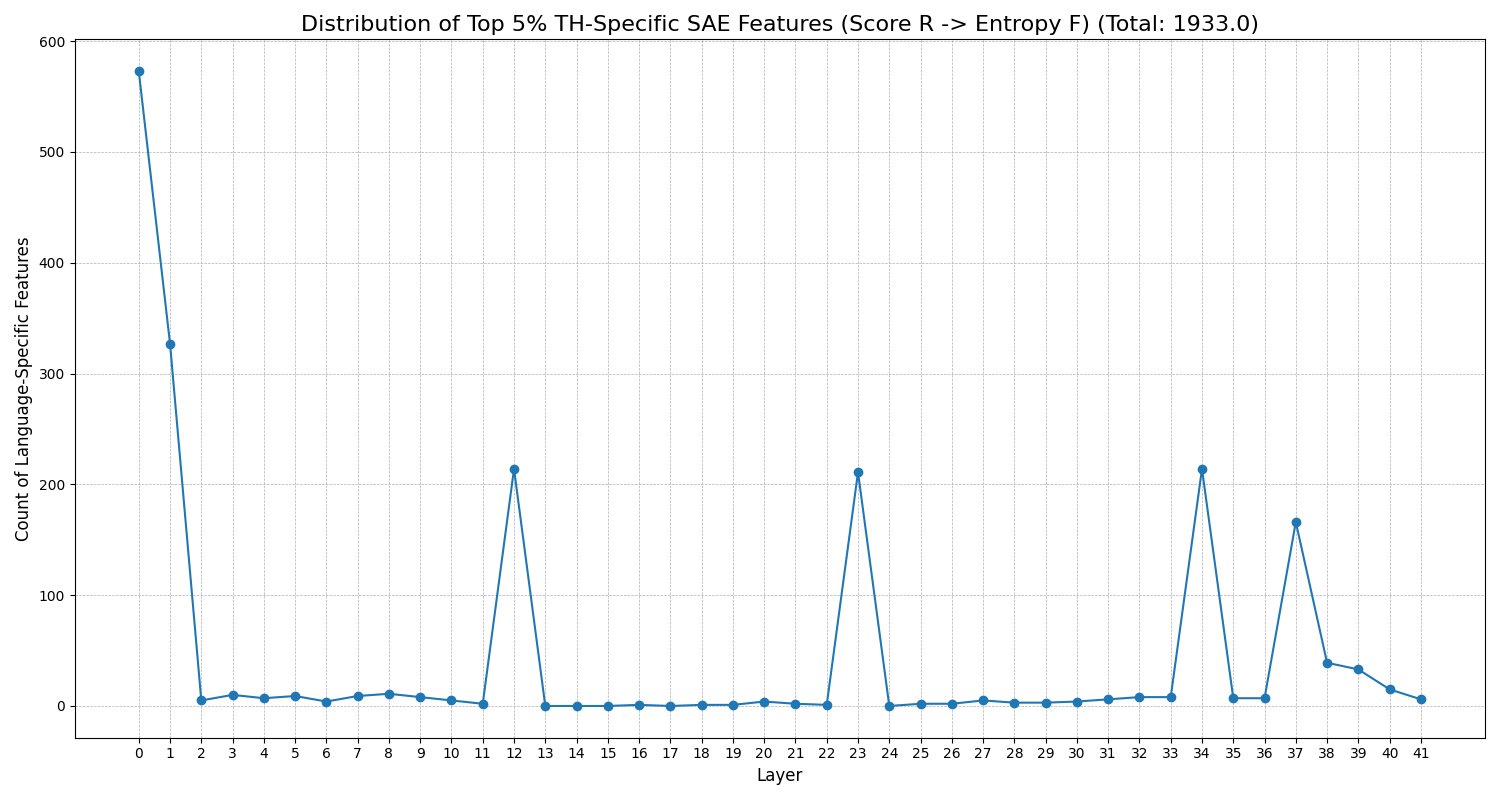 Distribution of Top 5% TH-Specific SAE Features (Score R -> Entropy F) (Total: 1933.0)
Count of Language-Specific Features
600
500
400
300
200
100
0
0 1 2 3 4 5 6 7 8 9 10 11 12 13 14 15 16 17 18 19 20 21 22 23 24 25 26 27 28 29 30 31 32 33 34 35 36 37 38 39 40 41
Layer